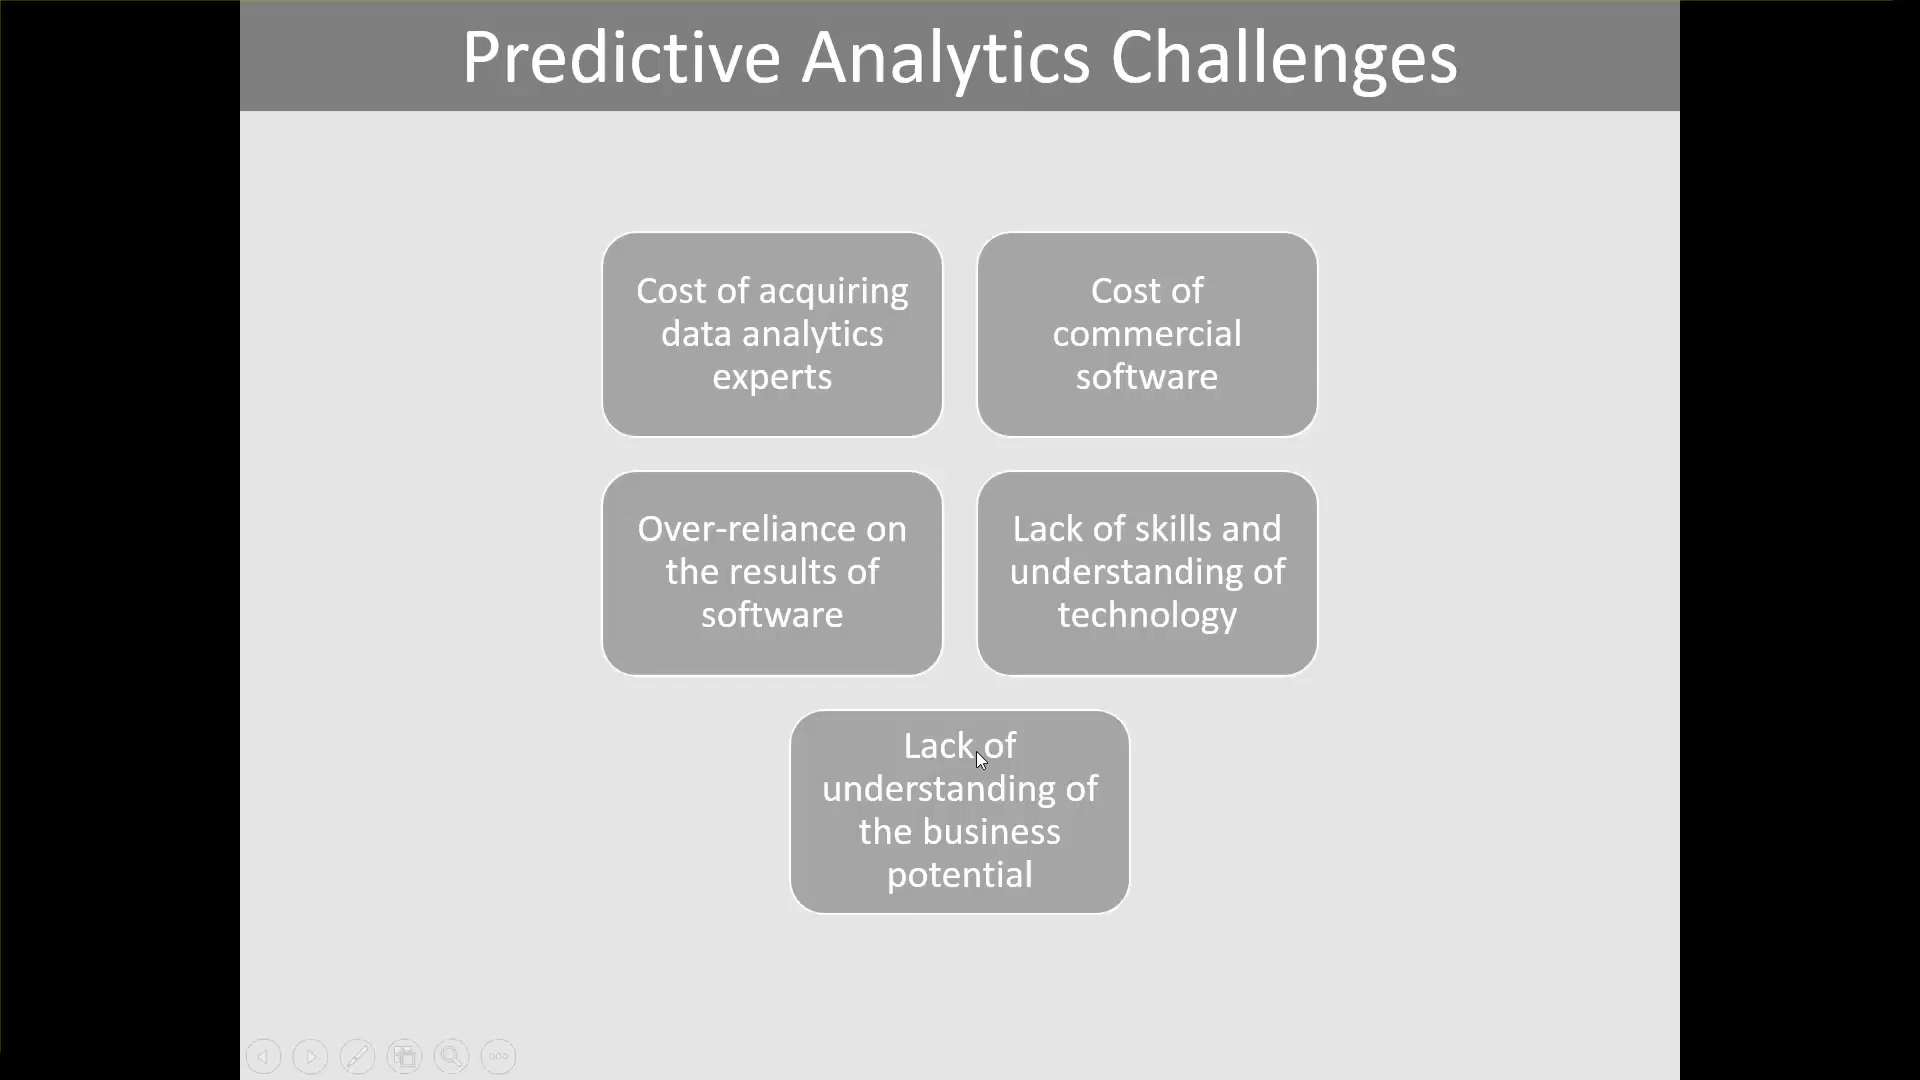 Predictive Analytics Challenges
Cost of acquiring
data analytics
experts
Cost of
commercial
software
Over-reliance on
the results of
software
Lack of skills and
understanding of
technology
Lack of
understanding of
the business
potential